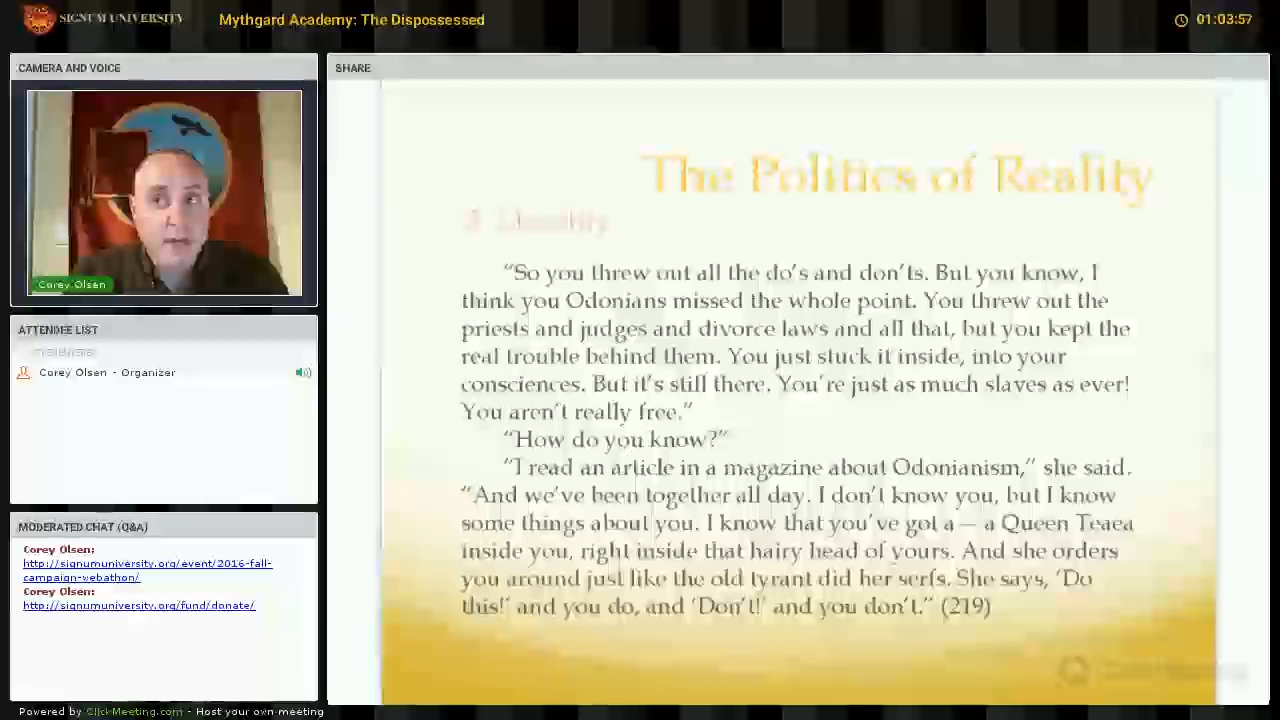 SIGNUM UNIVERSITY
Mythgard Academy: The Dispossessed
01:03:57
CAMERA AND VOICE
SHARE
Corey Olsen
The Politics of Reality
ATTENDEE LIST
Corey Olsen - Organizer
“So you threw out all the do’s and don’ts. But you know, I
think you Odonians missed the whole point. You threw out the
priests and judges and divorce laws and all that, but you kept the
real trouble behind them. You just stuck it inside, into your
consciences. But it’s still there. You’re just as much slaves as ever!
You aren’t really free.”
“How do you know?”
“I read an article in a magazine about Odonianism,” she said.
“And we’ve been together all day. I don’t know you, but I know
some things about you. I know that you’ve got a — a Queen Teaea
inside you, right inside that hairy head of yours. And she orders
you around just like the old tyrant did her serfs. She says, ‘Do
this!’ and you do, and ‘Don’t!’ and you don’t.” (219)
MODERATED CHAT (Q&A)
Corey Olsen:
http://signumuniversity.org/event/2016-fall-
campaign-webathon/
Corey Olsen:
http://signumuniversity.org/fund/donate/
Powered by ClickMeeting.com - Host your own meeting